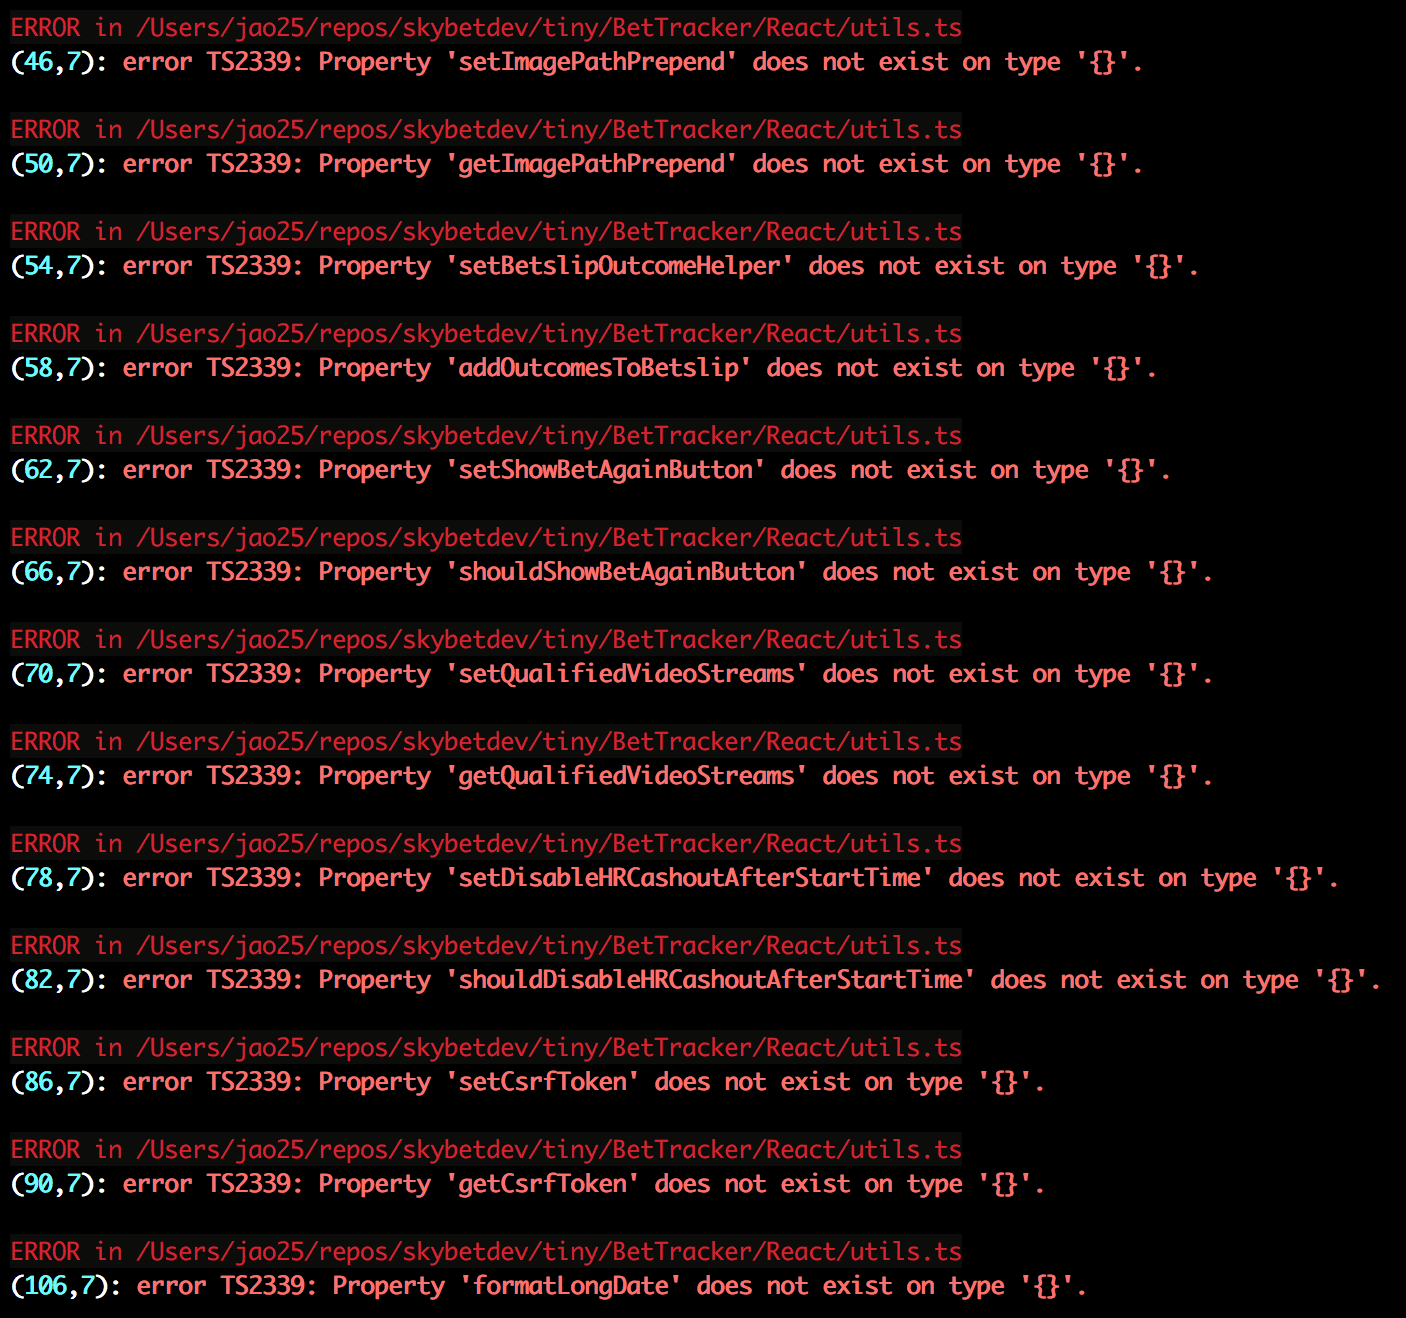 ERROR in /Users/jao25/repos/skybetdev/tiny/BetTracker/React/utils.ts
(46,7): error TS2339: Property 'setImagePathPrepend' does not exist on type '{}'.
ERROR in /Users/jao25/repos/skybetdev/tiny/BetTracker/React/utils.ts
(50,7): error TS2339: Property 'getImagePathPrepend' does not exist on type '{}'.
ERROR in /Users/jao25/repos/skybetdev/tiny/BetTracker/React/utils.ts
(54,7): error TS2339: Property 'setBetslipOutcomeHelper' does not exist on type '{}'.
ERROR in /Users/jao25/repos/skybetdev/tiny/BetTracker/React/utils.ts
(58,7): error TS2339: Property 'addOutcomesToBetslip' does not exist on type '{}'.
ERROR in /Users/jao25/repos/skybetdev/tiny/BetTracker/React/utils.ts
(62,7): error TS2339: Property 'setShowBetAgainButton' does not exist on type '{}'.
ERROR in /Users/jao25/repos/skybetdev/tiny/BetTracker/React/utils.ts
(66,7): error TS2339: Property 'shouldShowBetAgainButton' does not exist on type '{}'.
ERROR in /Users/jao25/repos/skybetdev/tiny/BetTracker/React/utils.ts
(70,7): error TS2339: Property 'setQualifiedVideoStreams' does not exist on type '{}'.
ERROR in /Users/jao25/repos/skybetdev/tiny/BetTracker/React/utils.ts
(74,7): error TS2339: Property 'getQualifiedVideoStreams' does not exist on type '{}'.
ERROR in /Users/jao25/repos/skybetdev/tiny/BetTracker/React/utils.ts
(78,7): error TS2339: Property 'setDisableHRCashoutAfterStartTime' does not exist on type '{}'.
ERROR in /Users/jao25/repos/skybetdev/tiny/BetTracker/React/utils.ts
(82,7): error TS2339: Property 'shouldDisableHRCashoutAfterStartTime' does not exist on type '{}'.
ERROR in /Users/jao25/repos/skybetdev/tiny/BetTracker/React/utils.ts
(86,7): error TS2339: Property 'setCsrfToken' does not exist on type '{}'.
ERROR in /Users/jao25/repos/skybetdev/tiny/BetTracker/React/utils.ts
(90,7): error TS2339: Property 'getCsrfToken' does not exist on type '{}'.
ERROR in /Users/jao25/repos/skybetdev/tiny/BetTracker/React/utils.ts
(106,7): error TS2339: Property 'formatLongDate' does not exist on type '{}'.